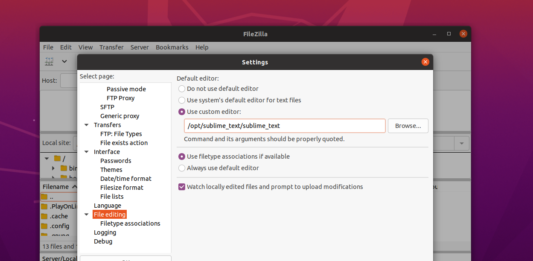 FileZilla
File Edit View Transfer Server Bookmarks Help
Host:
Settings
Select page:
Passive mode
FTP Proxy
SFTP
Generic proxy
Transfers
FTP: File Types
File exists action
Interface
Passwords
Themes
Date/time format
Filesize format
File lists
Language
File editing
Filetype associations
Logging
Debug
Default editor:
Do not use default editor
Use system's default editor for text files
Use custom editor:
/opt/sublime_text/sublime_text
Browse...
Command and its arguments should be properly quoted.
Use filetype associations if available
Always use default editor
Watch locally edited files and prompt to upload modifications
Local site:
/
bin
Filename
..
.PlayOnLi
.cache
.config
13 files and
Server/Local